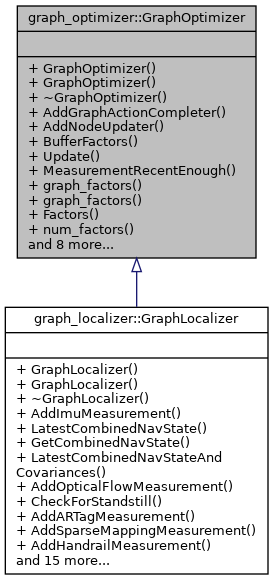 graph_optimizer::GraphOptimizer
+ GraphOptimizer()
+ GraphOptimizer()
+ ~GraphOptimizer()
+ AddGraphActionCompleter()
+ AddNodeUpdater()
+ BufferFactors()
+ Update()
+ MeasurementRecentEnough()
+ graph_factors()
+ graph_factors()
+ Factors()
+ num_factors()
and 8 more...
graph_localizer::GraphLocalizer
+ GraphLocalizer()
+ GraphLocalizer()
+ ~GraphLocalizer()
+ AddImuMeasurement()
+ LatestCombinedNavState()
+ GetCombinedNavState()
+ LatestCombinedNavStateAnd
Covariances()
+ AddOpticalFlowMeasurement()
+ CheckForStandstill()
+ AddARTagMeasurement()
+ AddSparseMappingMeasurement()
+ AddHandrailMeasurement()
and 15 more...